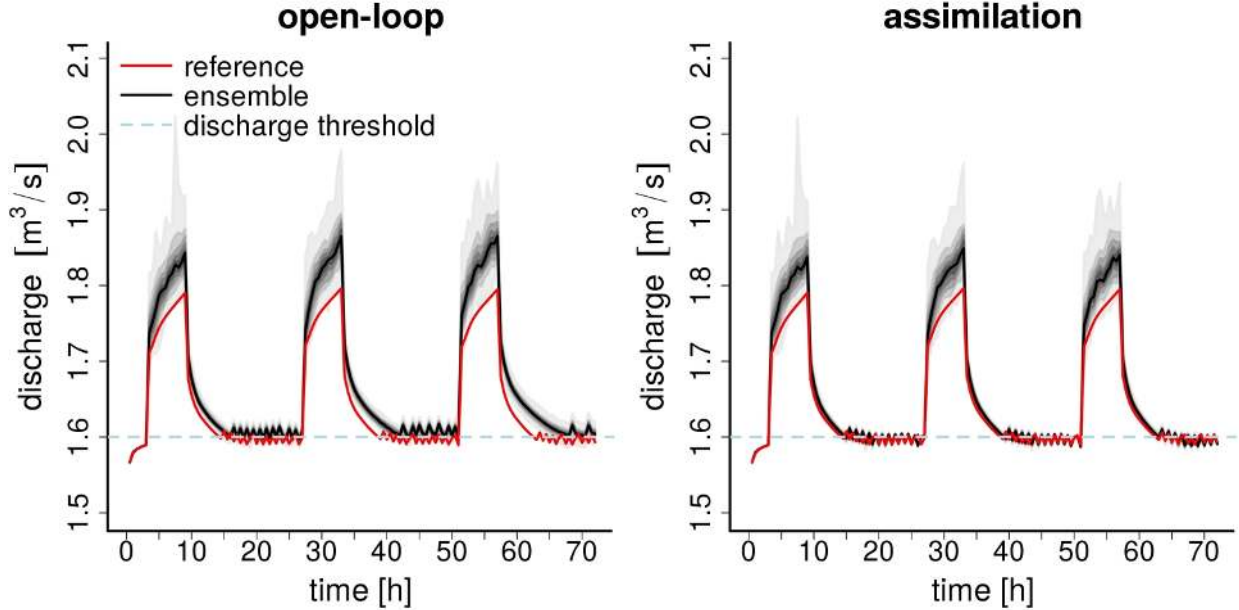 open-loop
reference
ensemble
discharge threshold
discharge [m³/s]
2.1
2.0
1.9
1.8
1.7
1.6
1.5
0 10 20 30 40 50 60 70
time [h]
assimilation
discharge [m³/s]
2.1
2.0
1.9
1.8
1.7
1.6
1.5
0 10 20 30 40 50 60 70
time [h]